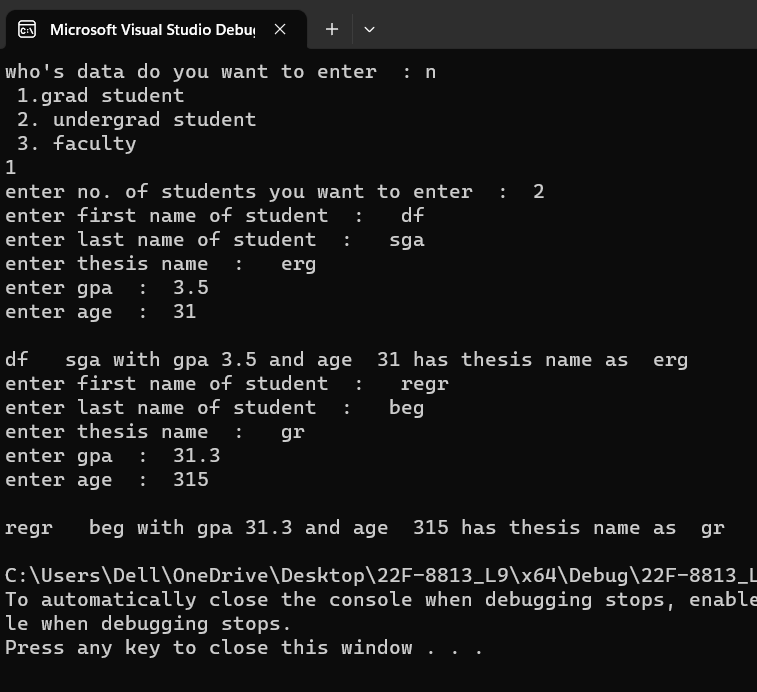 Microsoft Visual Studio Debu
who's data do you want to enter  : n
 1.grad student
 2. undergrad student
 3. faculty
1
enter no. of students you want to enter  :  2
enter first name of student  :   df
enter last name of student  :   sga
enter thesis name  :   erg
enter gpa  :  3.5
enter age  :  31

df   sga with gpa 3.5 and age  31 has thesis name as  erg
enter first name of student  :   regr
enter last name of student  :   beg
enter thesis name  :   gr
enter gpa  :  31.3
enter age  :  315

regr   beg with gpa 31.3 and age  315 has thesis name as  gr

C:\Users\Dell\OneDrive\Desktop\22F-8813_L9\x64\Debug\22F-8813_L
To automatically close the console when debugging stops, enable
le when debugging stops.
Press any key to close this window . . .